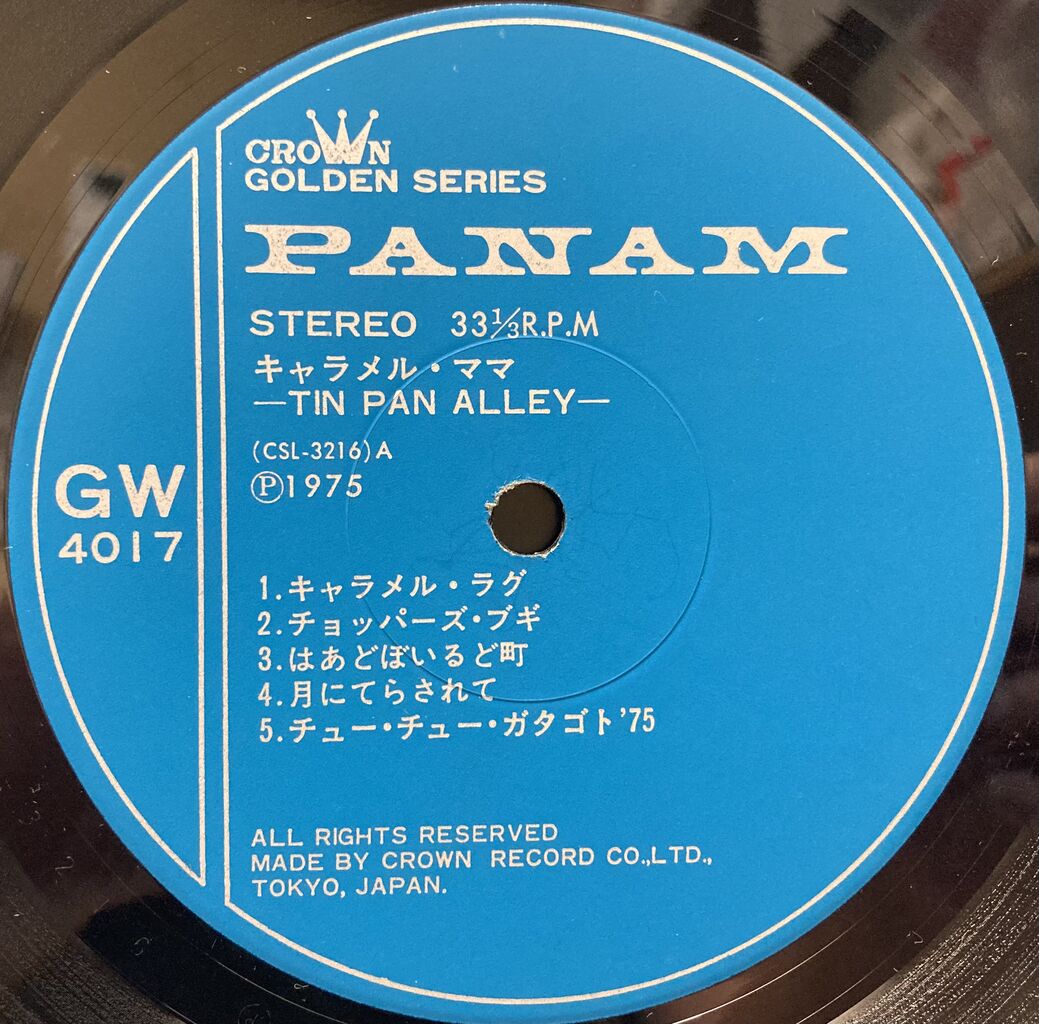 CROWN
GOLDEN SERIES
PANAM
STEREO 33⅓R.P.M
キャラメル・ママ
—TIN PAN ALLEY—
(CSL-3216)A
Ⓟ1975
GW
4017
1.キャラメル・ラグ
2.チョッパーズ・ブギ
3.はあどぼいるど町
4.月にてらされて
5.チュー・チュー・ガタゴト'75
ALL RIGHTS RESERVED
MADE BY CROWN RECORD CO.,LTD.,
TOKYO, JAPAN.